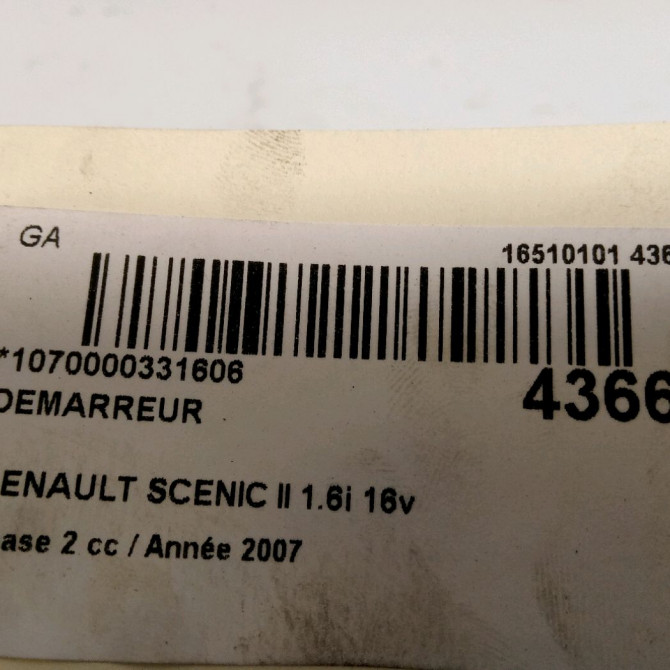 GA
16510101 436
*1070000331606
DEMARREUR
4366
ENAULT SCENIC II 1.6i 16v
ase 2 cc / Année 2007